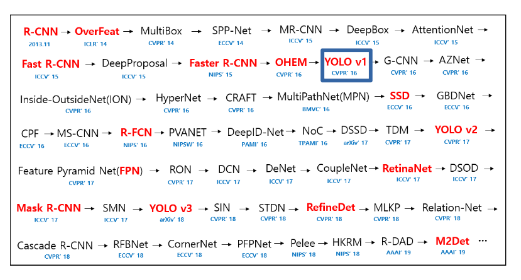 R-CNN → OverFeat → MultiBox → SPP-Net → MR-CNN → DeepBox → AttentionNet →
2013.11 ICLR' 14 CVPR' 14 ECCV' 14 ICCV' 15 ICCV' 15 ICCV' 15
Fast R-CNN → DeepProposal → Faster R-CNN → OHEM → YOLO v1 → G-CNN → AZNet →
ICCV' 15 ICCV' 15 NIPS' 15 CVPR' 16 CVPR' 16 CVPR' 16 CVPR' 16
Inside-OutsideNet(ION) → HyperNet → CRAFT → MultiPathNet(MPN) → SSD → GBDNet →
CVPR' 16 CVPR' 16 CVPR' 16 BMVC' 16 ECCV' 16 ECCV' 16
CPF → MS-CNN → R-FCN → PVANET → DeepID-Net → NoC → DSSD → TDM → YOLO v2 →
ECCV' 16 ECCV' 16 NIPS' 16 NIPSW' 16 PAMI' 16 TPAMI' 16 arXiv' 17 CVPR' 17 CVPR' 17
Feature Pyramid Net(FPN) → RON → DCN → DeNet → CoupleNet → RetinaNet → DSOD →
CVPR' 17 CVPR' 17 ICCV' 17 ICCV' 17 ICCV' 17 ICCV' 17 ICCV' 17
Mask R-CNN → SMN → YOLO v3 → SIN → STDN → RefineDet → MLKP → Relation-Net →
ICCV' 17 ICCV' 17 arXiv' 18 CVPR' 18 CVPR' 18 CVPR' 18 CVPR' 18 CVPR' 18
Cascade R-CNN → RFBNet → CornerNet → PFPNet → Pelee → HKRM → R-DAD → M2Det ···
CVPR' 18 ECCV' 18 ECCV' 18 ECCV' 18 NIPS' 18 NIPS' 18 AAAI' 19 AAAI' 19